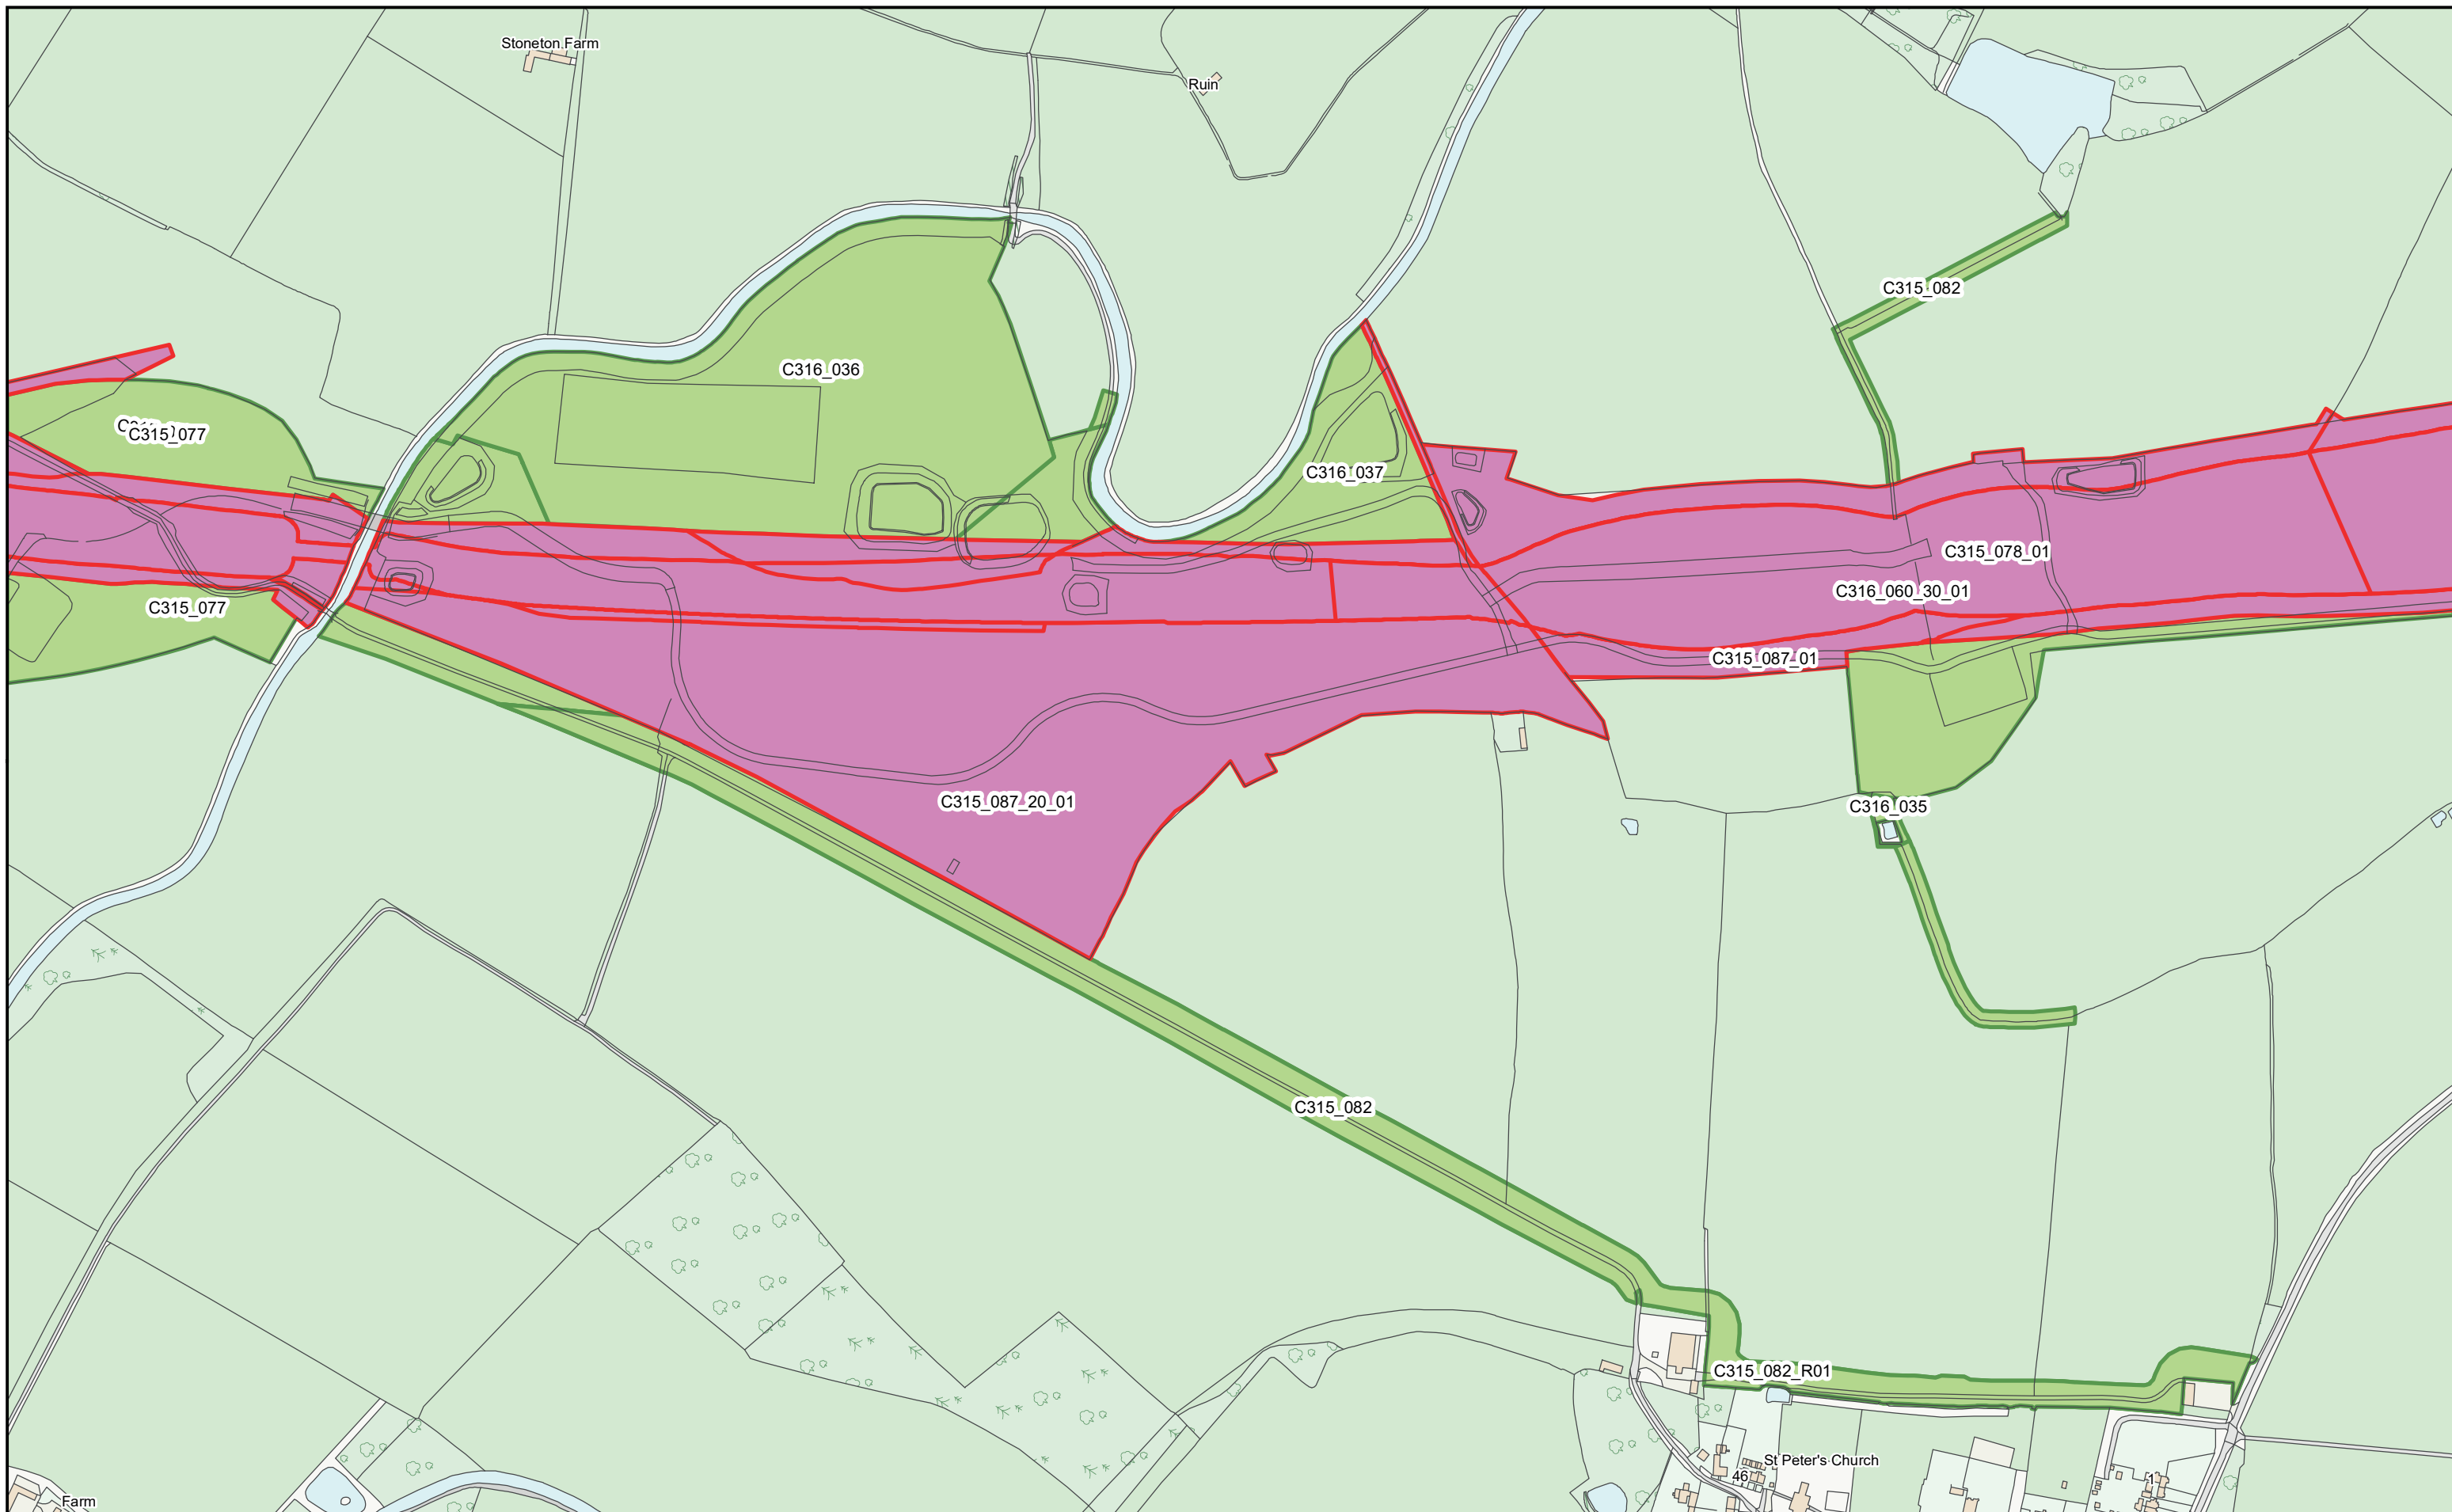 Stoneton Farm
Ruin
C315_082
C316_036
C315_077
C316_037
C315_078_01
C316_060_30_01
C315_077
C315_087_01
C315_087_20_01
C316_035
C315_082
C315_082_R01
St Peter's Church
46
1
Farm